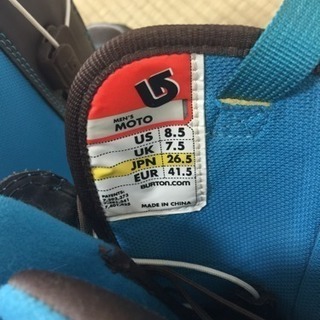 MEN'S
MOTO
US 8.5
UK 7.5
JPN 26.5
EUR 41.5
PATENTS:
BURTON.com
MADE IN CHINA